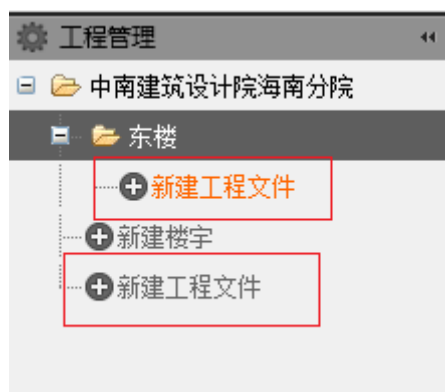 工程管理
中南建筑设计院海南分院
东楼
新建工程文件
新建楼宇
新建工程文件